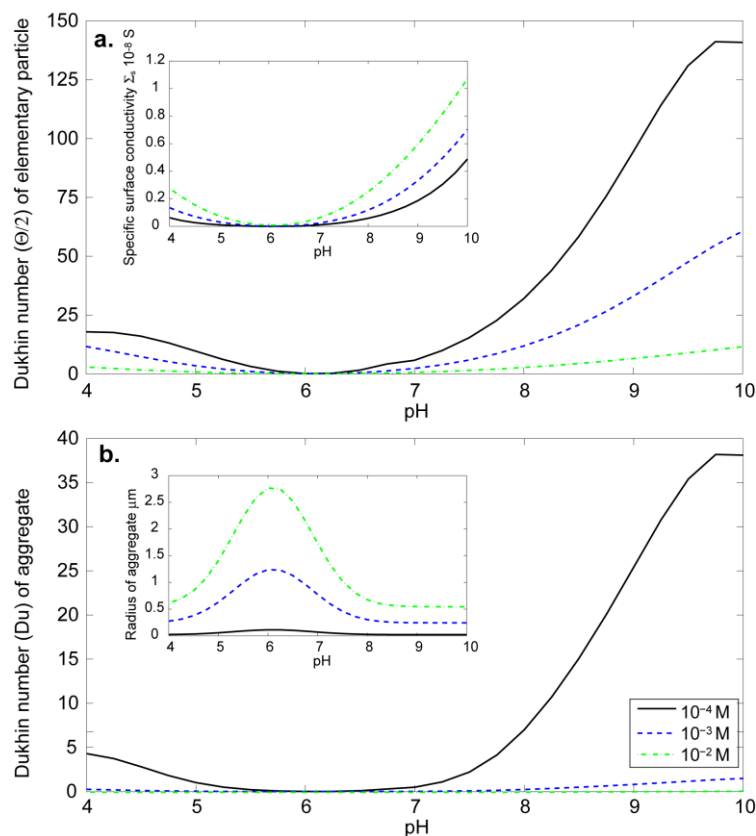 a.
Dukhin number (Θ/2) of elementary particle
150
125
100
75
50
25
0
4 5 6 7 8 9 10
pH
Specific surface conductivity Σs 10-8 S
1.2
1
0.8
0.6
0.4
0.2
0
4 5 6 7 8 9 10
pH
b.
Dukhin number (Du) of aggregate
40
35
30
25
20
15
10
5
0
4 5 6 7 8 9 10
pH
Radius of aggregate μm
3
2.5
2
1.5
1
0.5
0
4 5 6 7 8 9 10
pH
10−4 M
10−3 M
10−2 M